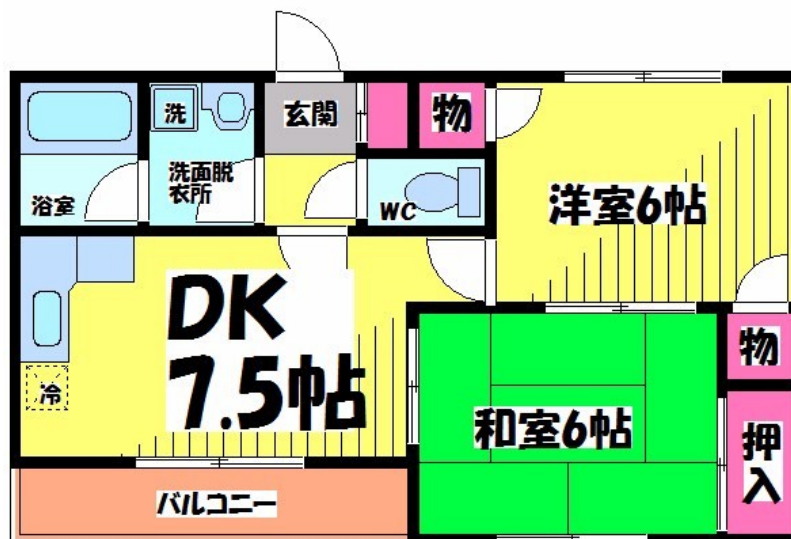 洗
玄関
物
浴室
洗面脱
衣所
WC
洋室6帖
DK
7.5帖
冷
和室6帖
物
押
入
バルコニー